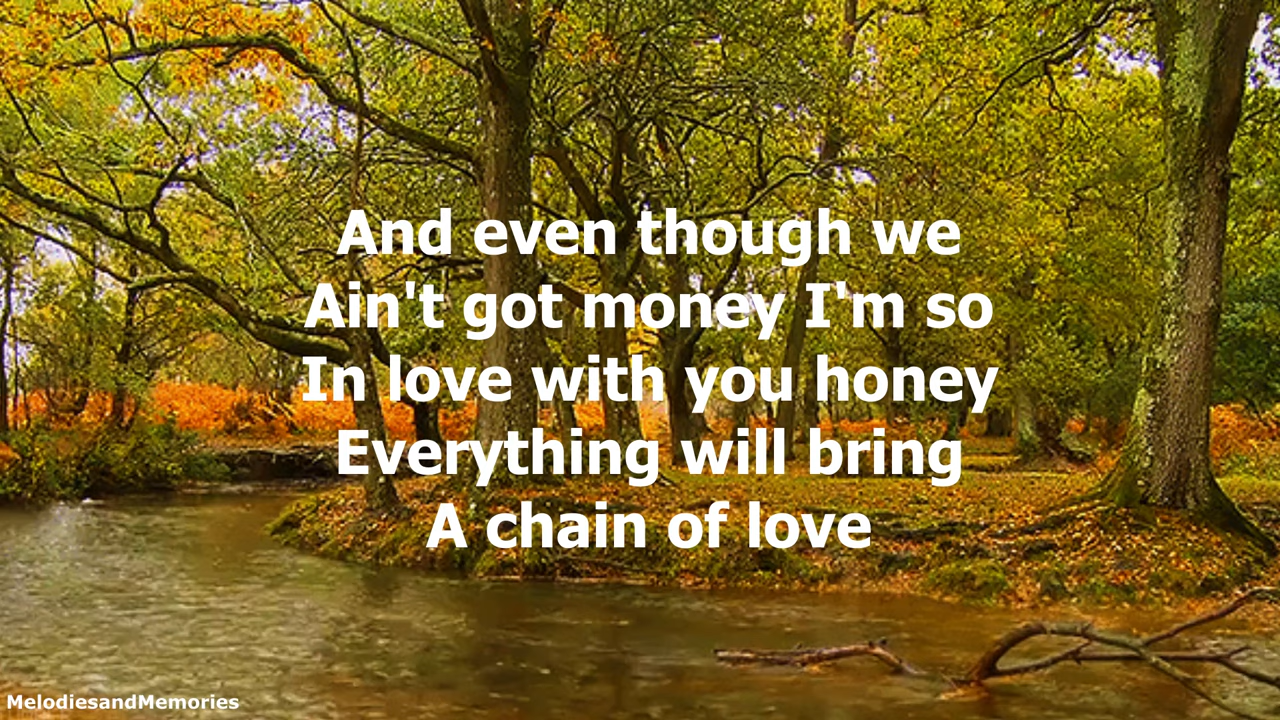 And even though we
Ain't got money I'm so
In love with you honey
Everything will bring
A chain of love
MelodiesandMemories